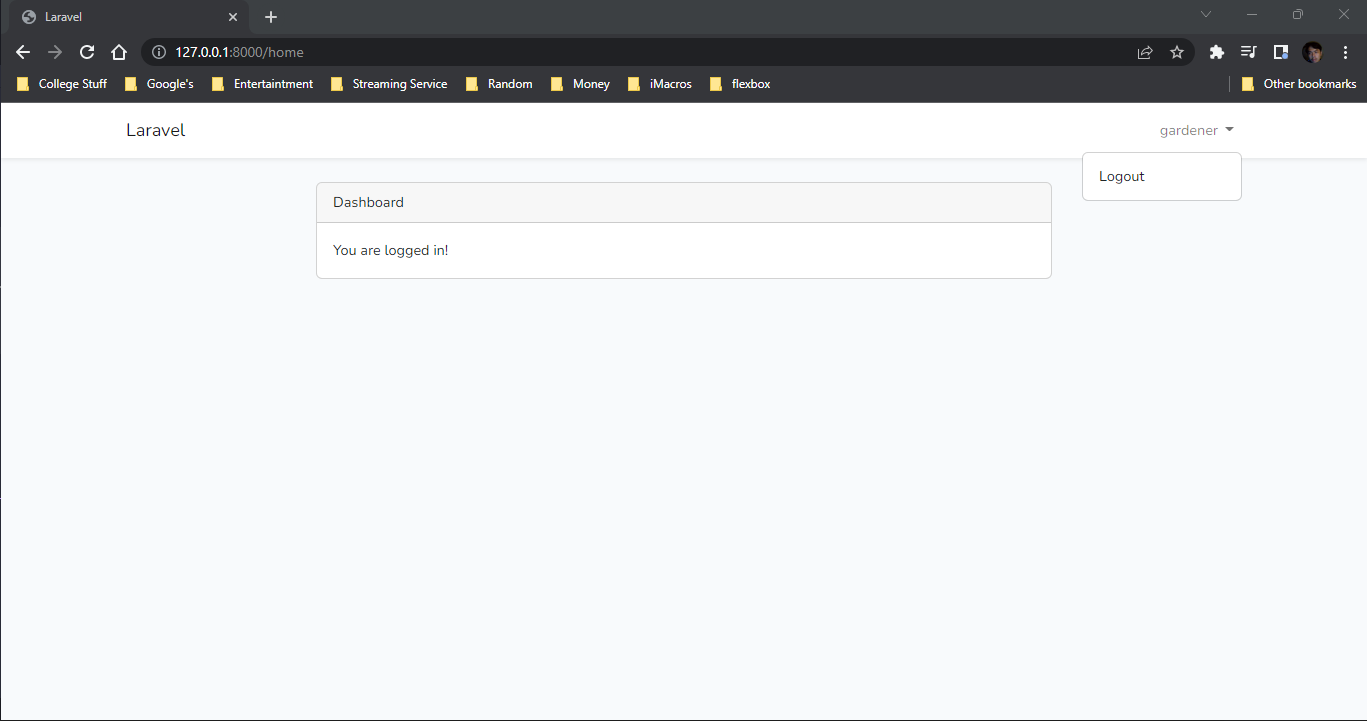 Laravel
127.0.0.1:8000/home
College Stuff Google's Entertaintment Streaming Service Random Money iMacros flexbox Other bookmarks
Laravel gardener
Logout
Dashboard
You are logged in!